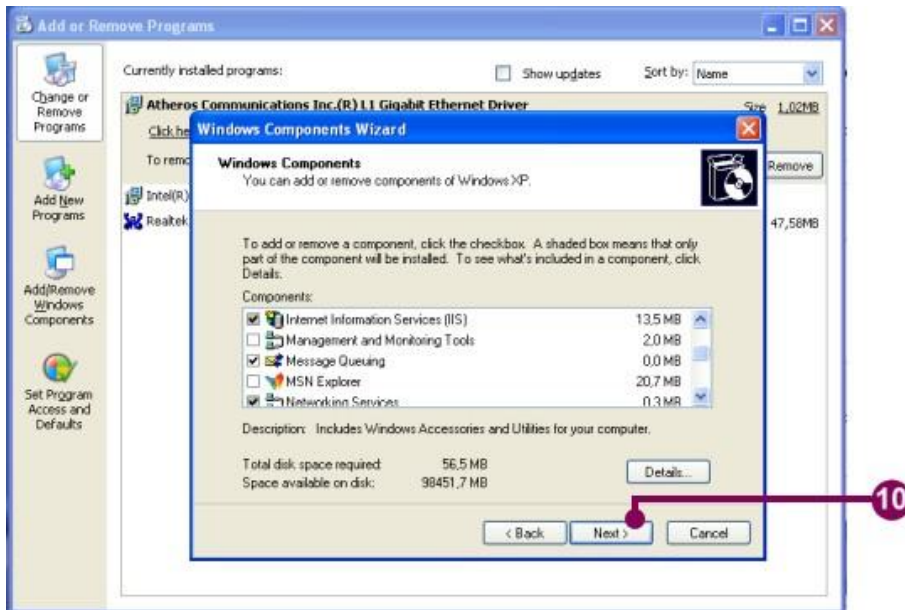 Add or Remove Programs
Change or
Remove
Programs
Add New
Programs
Add/Remove
Windows
Components
Set Program
Access and
Defaults
Currently installed programs:
Show updates
Sort by: Name
Atheros Communications Inc.(R) L1 Gigabit Ethernet Driver
Size 1,02MB
Click he
To remo
Remove
Intel(R)
Realtek
47,58MB
Windows Components Wizard
Windows Components
You can add or remove components of Windows XP.
To add or remove a component, click the checkbox. A shaded box means that only
part of the component will be installed. To see what's included in a component, click
Details.
Components:
Internet Information Services (IIS) 13,5 MB
Management and Monitoring Tools 2,0 MB
Message Queuing 0,0 MB
MSN Explorer 20,7 MB
Networking Services 0,3 MB
Description: Includes Windows Accessories and Utilities for your computer.
Total disk space required: 56,5 MB
Space available on disk: 98451,7 MB
Details...
< Back Next > Cancel
10